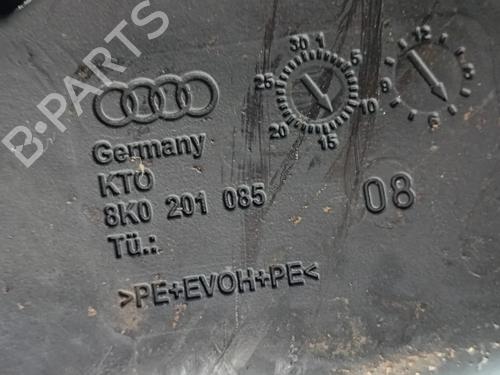 B-PARTS
Germany
KTO
8K0 201 085
Tü.:
>PE+EVOH+PE<
30 1 5 10 15 20 25
12 3 6 9
08